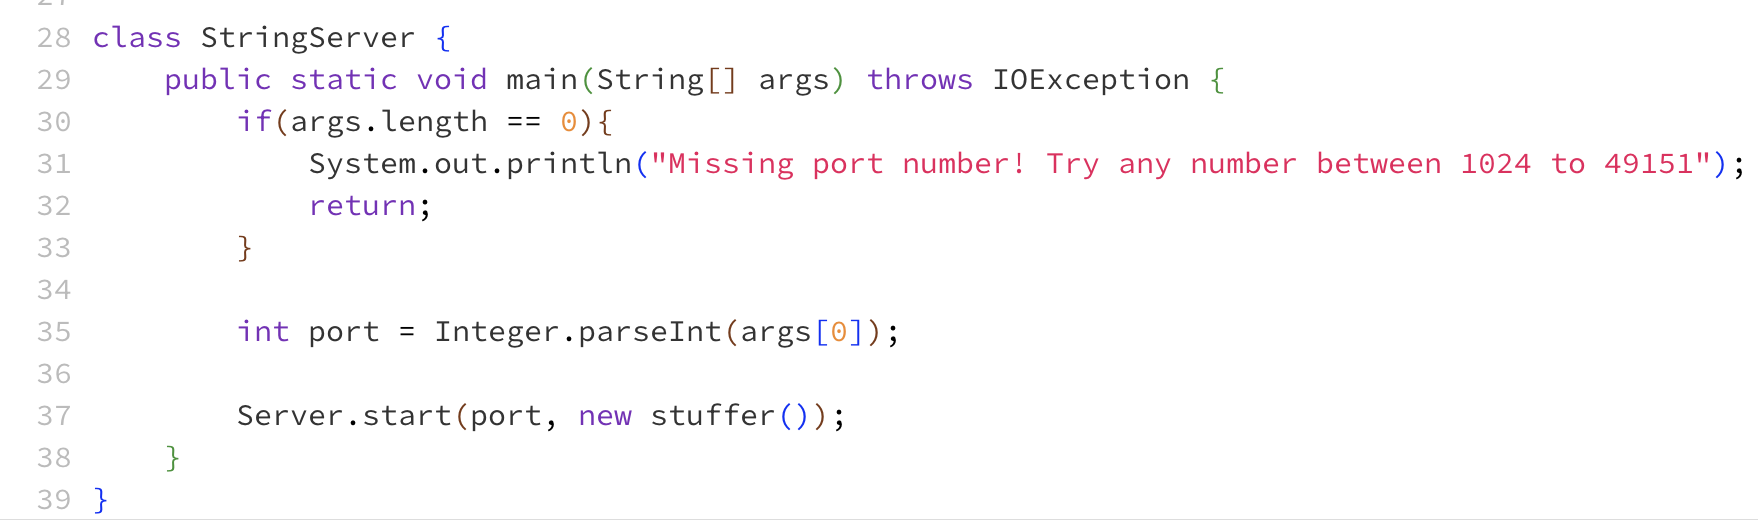 28 class StringServer {
29     public static void main(String[] args) throws IOException {
30         if(args.length == 0){
31             System.out.println("Missing port number! Try any number between 1024 to 49151");
32             return;
33         }
34
35         int port = Integer.parseInt(args[0]);
36
37         Server.start(port, new stuffer());
38     }
39 }